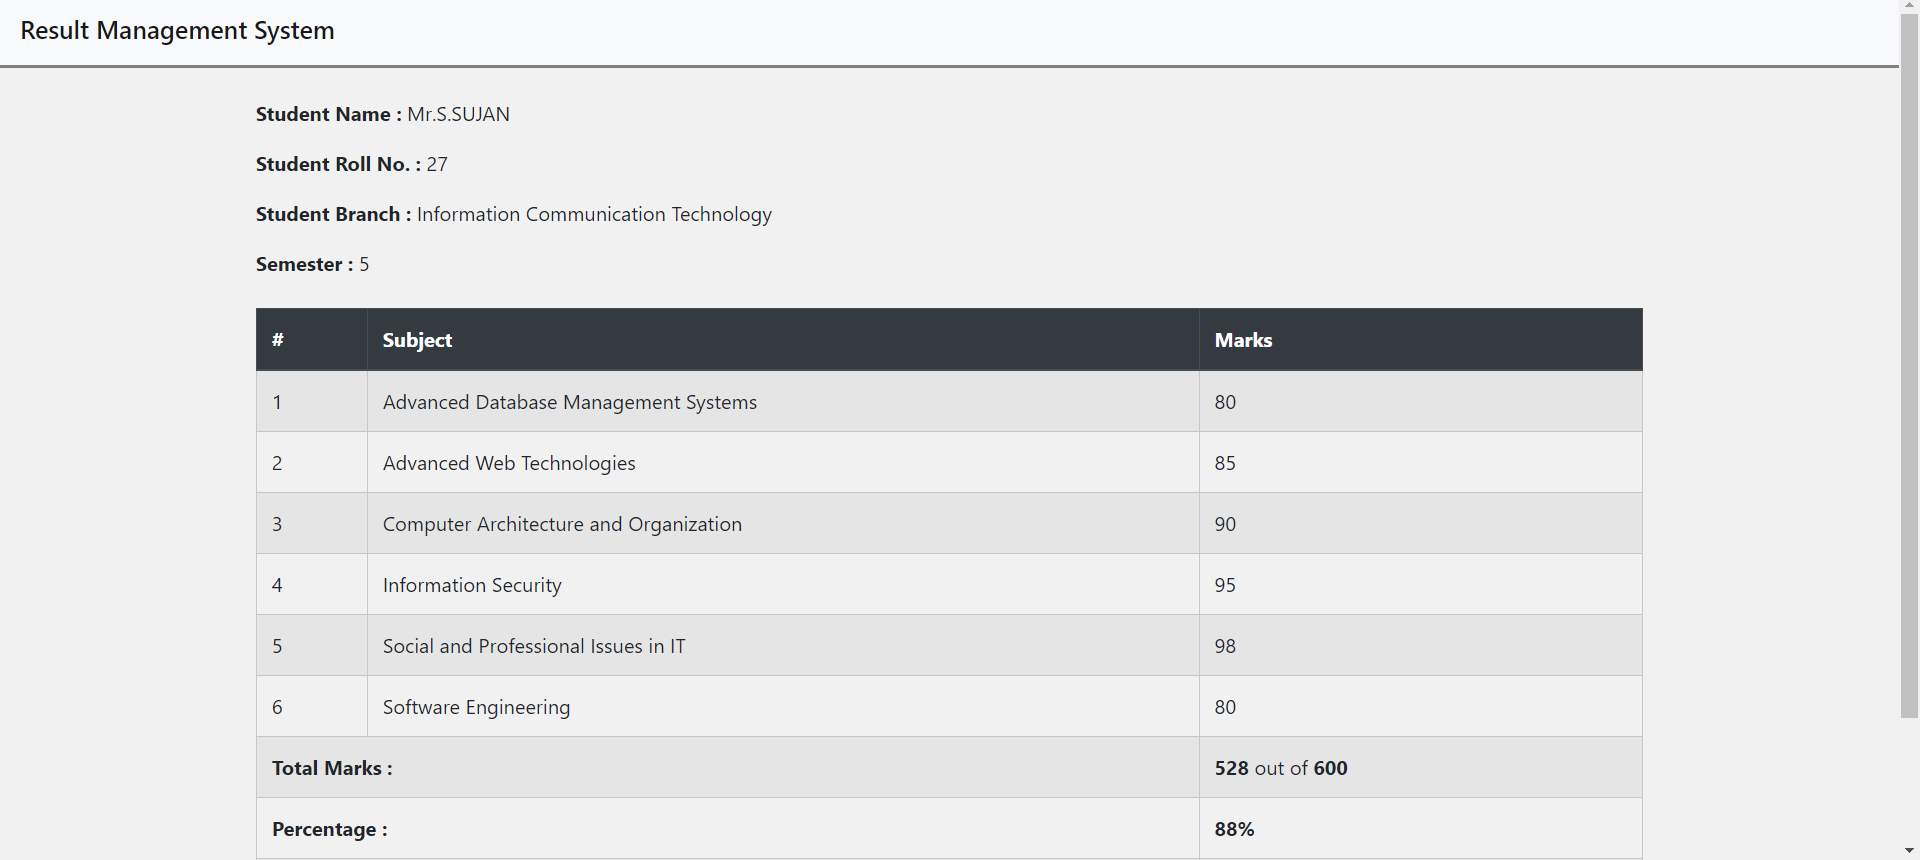 Result Management System
Student Name : Mr.S.SUJAN
Student Roll No. : 27
Student Branch : Information Communication Technology
Semester : 5
# Subject Marks
1 Advanced Database Management Systems 80
2 Advanced Web Technologies 85
3 Computer Architecture and Organization 90
4 Information Security 95
5 Social and Professional Issues in IT 98
6 Software Engineering 80
Total Marks : 528 out of 600
Percentage : 88%